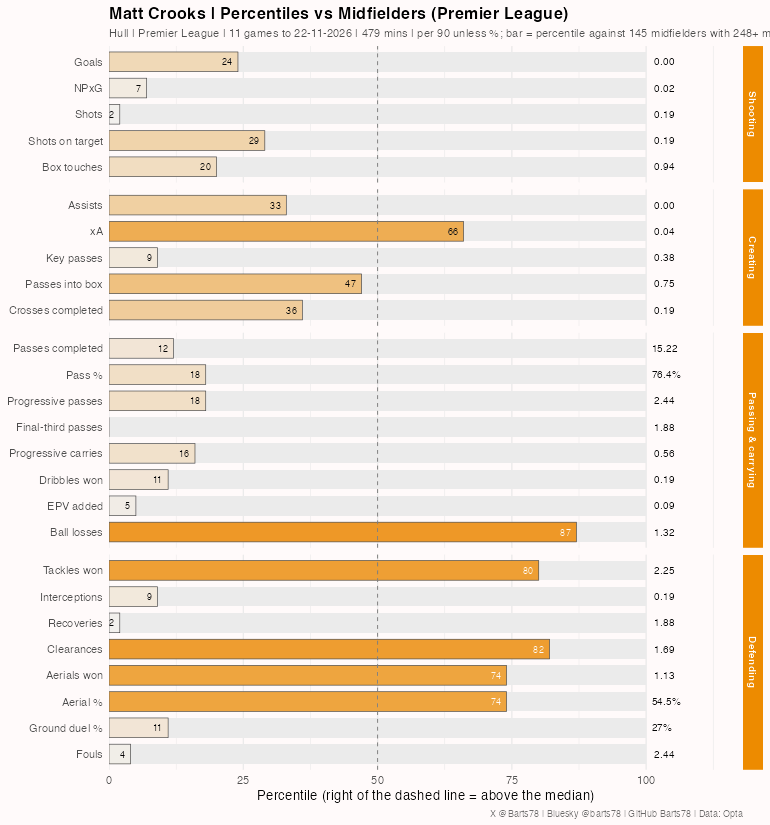 Matt Crooks | Percentiles vs Midfielders (Premier League)
Hull | Premier League | 11 games to 22-11-2026 | 479 mins | per 90 unless %; bar = percentile against 145 midfielders with 248+ m
Goals 24 0.00
NPxG 7 0.02
Shots 2 0.19
Shots on target 29 0.19
Box touches 20 0.94
Shooting
Assists 33 0.00
xA 66 0.04
Key passes 9 0.38
Passes into box 47 0.75
Crosses completed 36 0.19
Creating
Passes completed 12 15.22
Pass % 18 76.4%
Progressive passes 18 2.44
Final-third passes 1.88
Progressive carries 16 0.56
Dribbles won 11 0.19
EPV added 5 0.09
Ball losses 87 1.32
Passing & carrying
Tackles won 80 2.25
Interceptions 9 0.19
Recoveries 2 1.88
Clearances 82 1.69
Aerials won 74 1.13
Aerial % 74 54.5%
Ground duel % 11 27%
Fouls 4 2.44
Defending
0 25 50 75 100
Percentile (right of the dashed line = above the median)
X @Barts78 | Bluesky @barts78 | GitHub Barts78 | Data: Opta